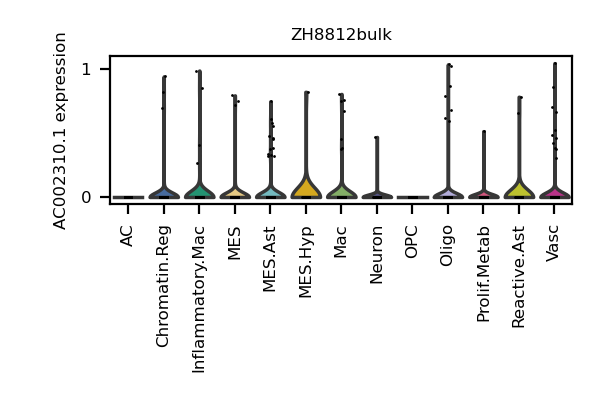 ZH8812bulk
AC002310.1 expression
1
0
AC
Chromatin.Reg
Inflammatory.Mac
MES
MES.Ast
MES.Hyp
Mac
Neuron
OPC
Oligo
Prolif.Metab
Reactive.Ast
Vasc